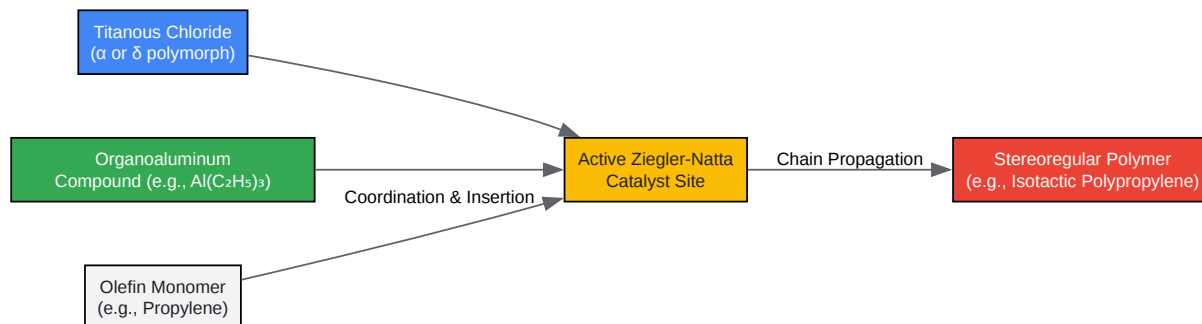 Titanous Chloride
(α or δ polymorph)
Organoaluminum
Compound (e.g., Al(C₂H₅)₃)
Coordination & Insertion
Olefin Monomer
(e.g., Propylene)
Active Ziegler-Natta
Catalyst Site
Chain Propagation
Stereoregular Polymer
(e.g., Isotactic Polypropylene)